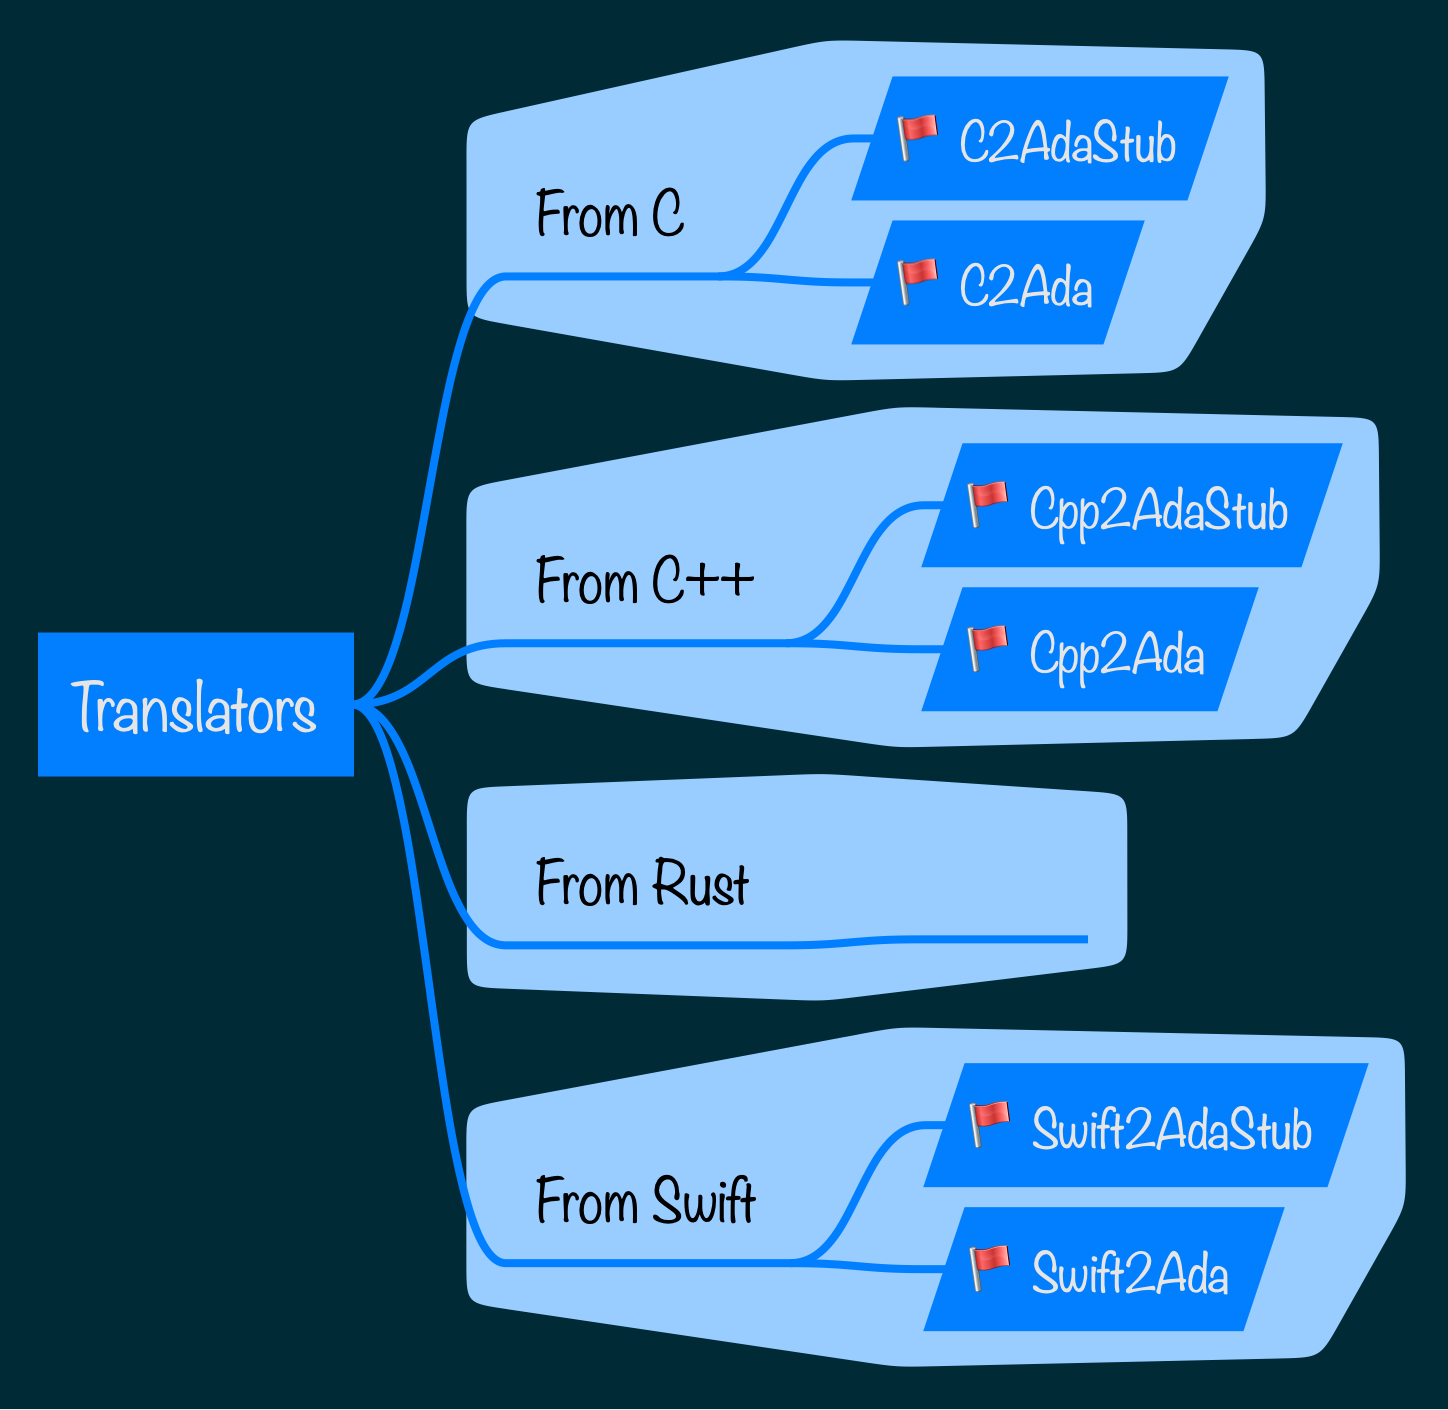 C2AdaStub
From C
C2Ada
Cpp2AdaStub
From C++
Cpp2Ada
Translators
From Rust
Swift2AdaStub
From Swift
Swift2Ada